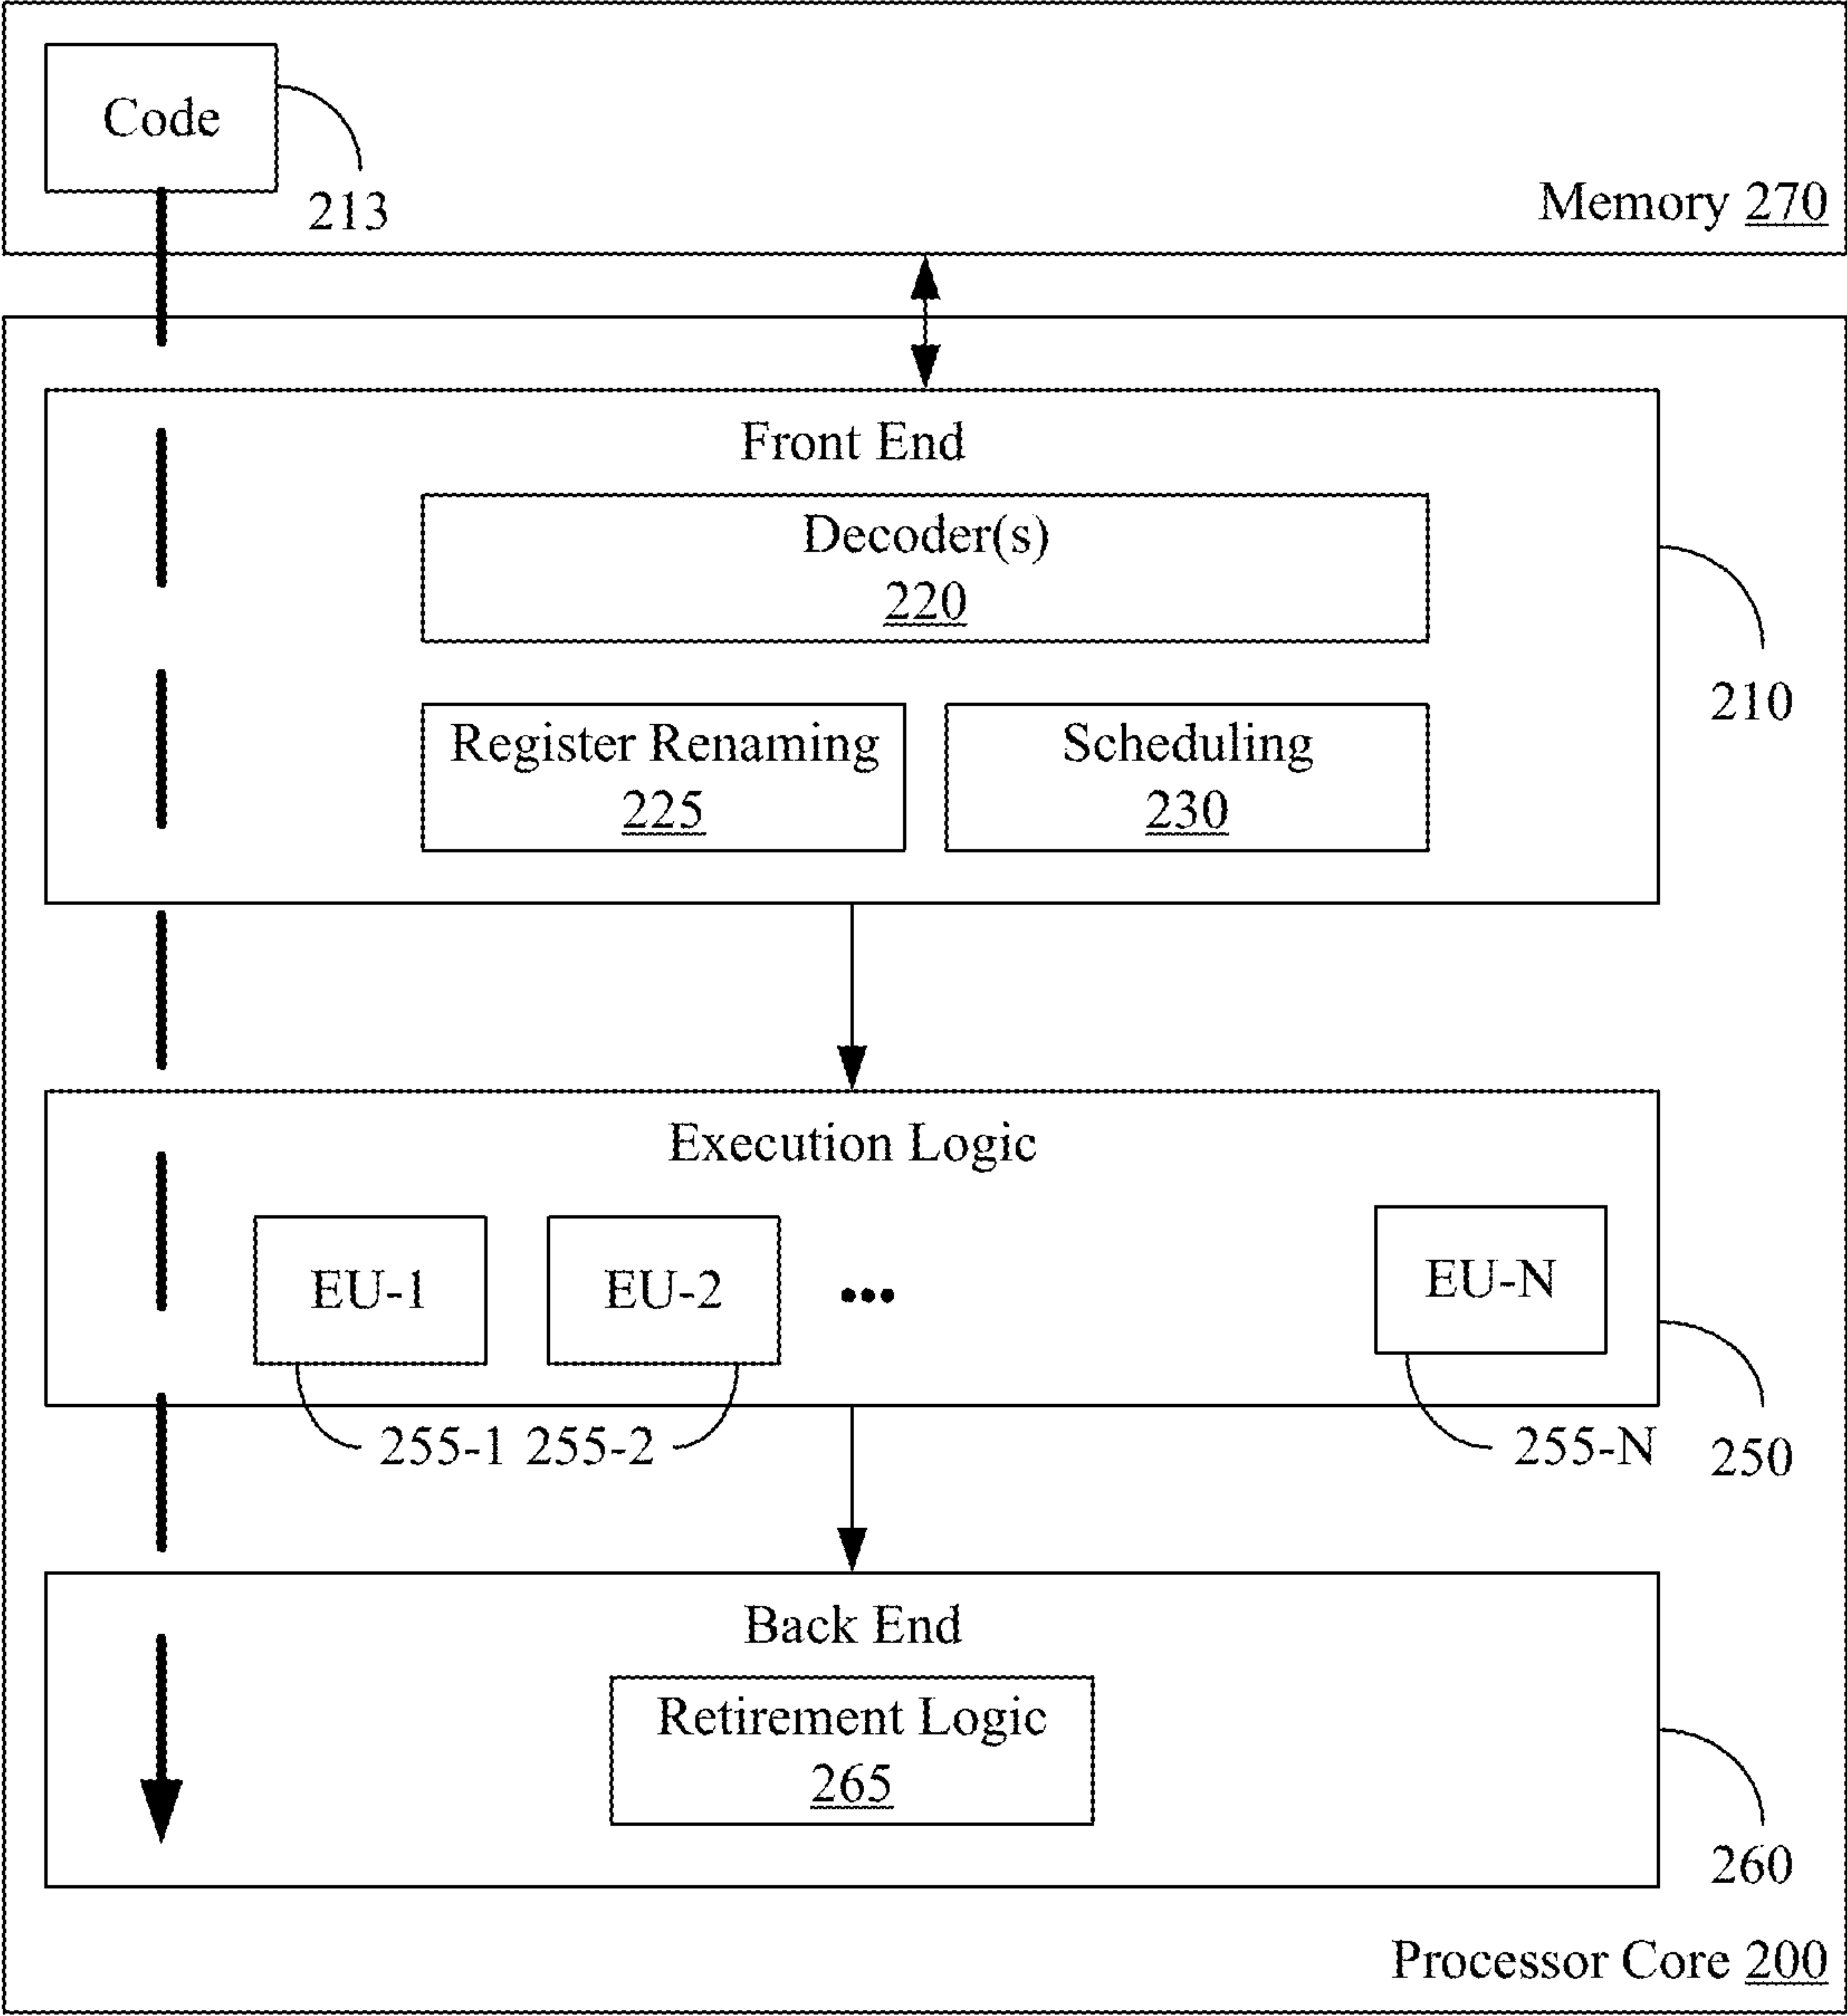 Code
213
Memory 270
Front End
Decoder(s)
220
210
Register Renaming
225
Scheduling
230
Execution Logic
EU-1
EU-2
...
EU-N
255-1
255-2
255-N
250
Back End
Retirement Logic
265
260
Processor Core 200